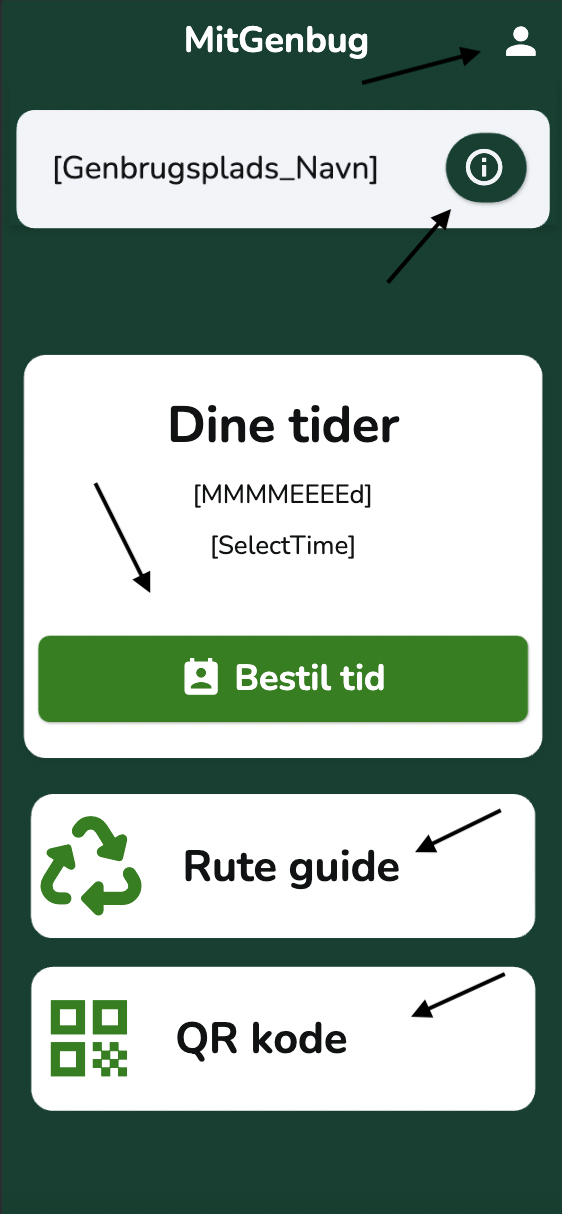 MitGenbug
[Genbrugsplads_Navn]
Dine tider
[MMMMEEEEd]
[SelectTime]
Bestil tid
Rute guide
QR kode